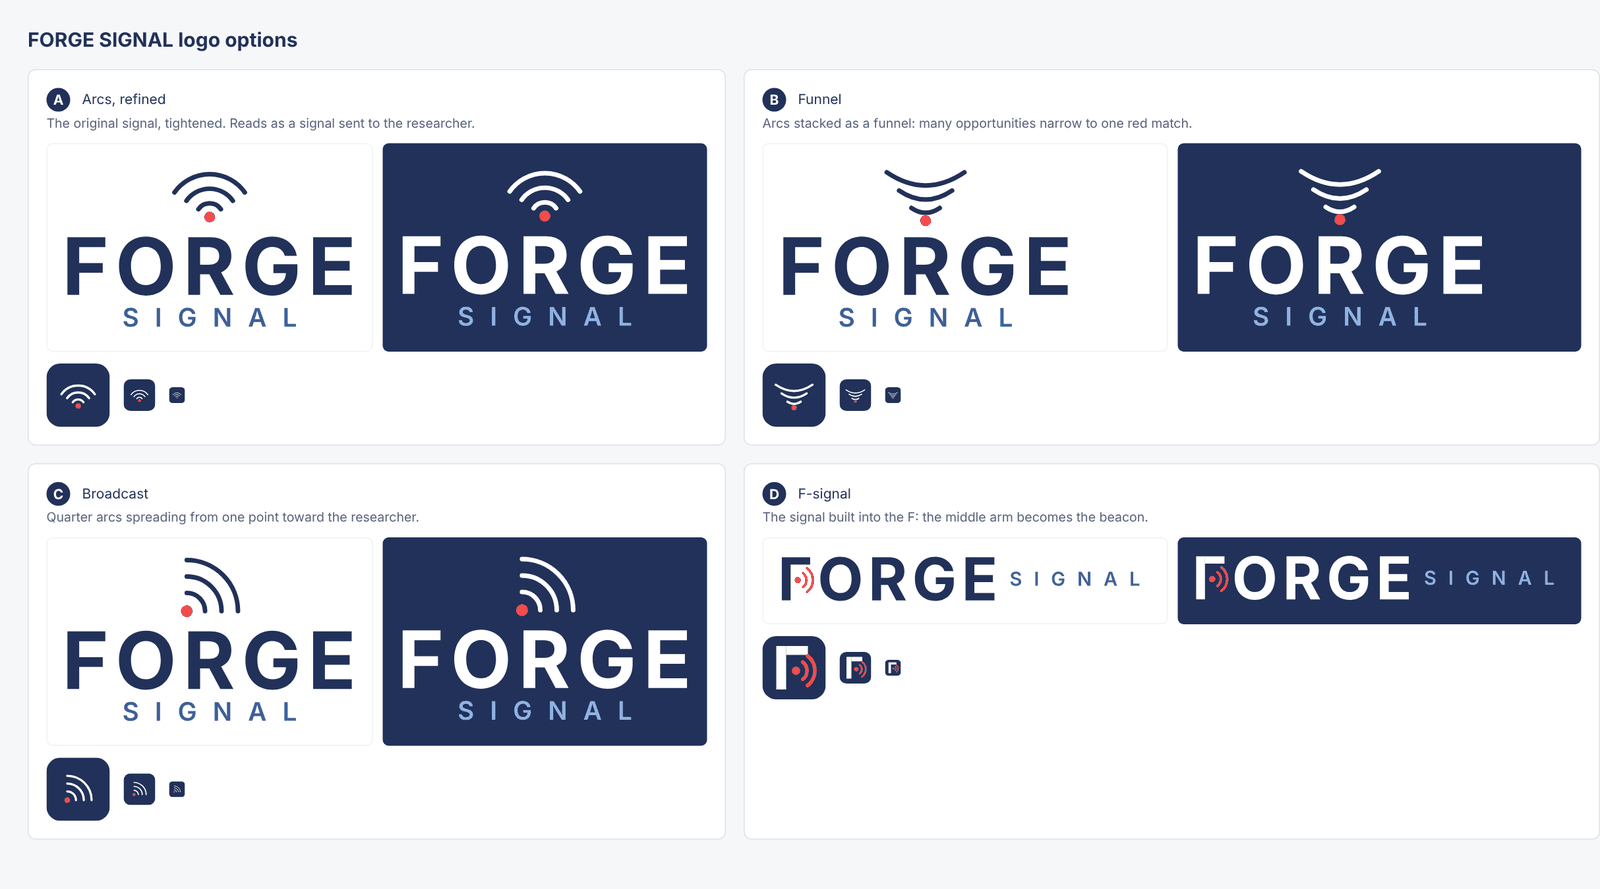 FORGE SIGNAL logo options
A Arcs, refined
The original signal, tightened. Reads as a signal sent to the researcher.
FORGE
SIGNAL
FORGE
SIGNAL
B Funnel
Arcs stacked as a funnel: many opportunities narrow to one red match.
FORGE
SIGNAL
FORGE
SIGNAL
C Broadcast
Quarter arcs spreading from one point toward the researcher.
FORGE
SIGNAL
FORGE
SIGNAL
D F-signal
The signal built into the F: the middle arm becomes the beacon.
FORGE SIGNAL
FORGE SIGNAL
F
F
F